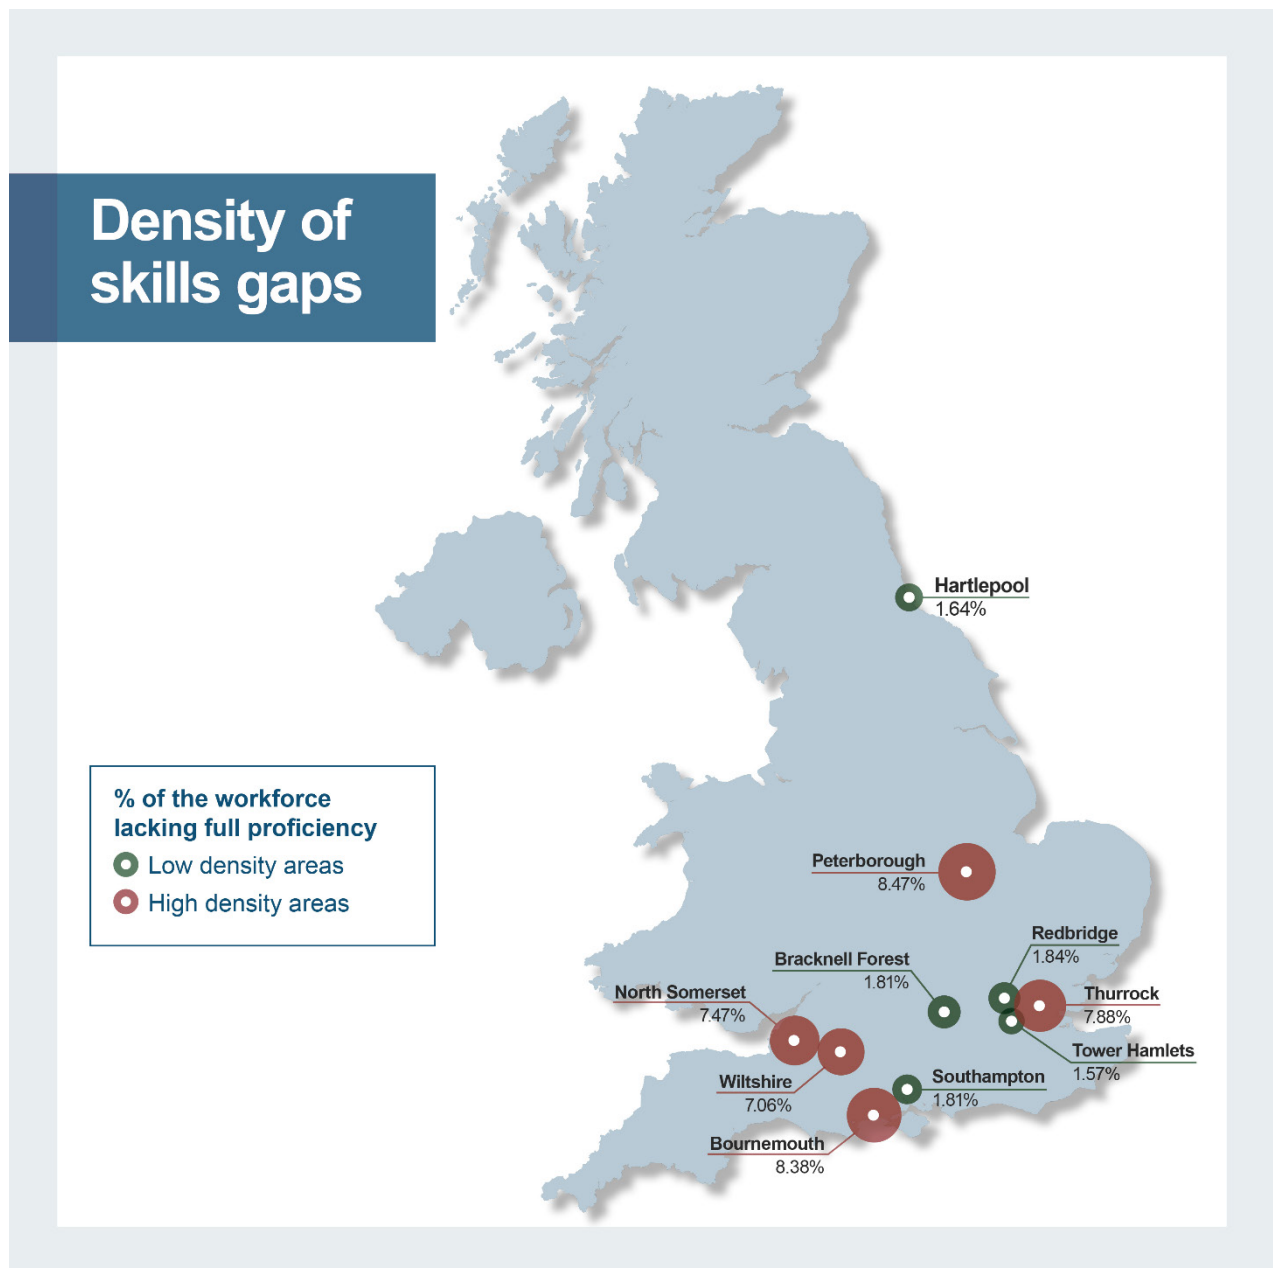 Density of
skills gaps
Hartlepool
1.64%
% of the workforce
lacking full proficiency
Low density areas
High density areas
Peterborough
8.47%
Redbridge
1.84%
Bracknell Forest
1.81%
North Somerset
7.47%
Thurrock
7.88%
Tower Hamlets
1.57%
Wiltshire
7.06%
Southampton
1.81%
Bournemouth
8.38%